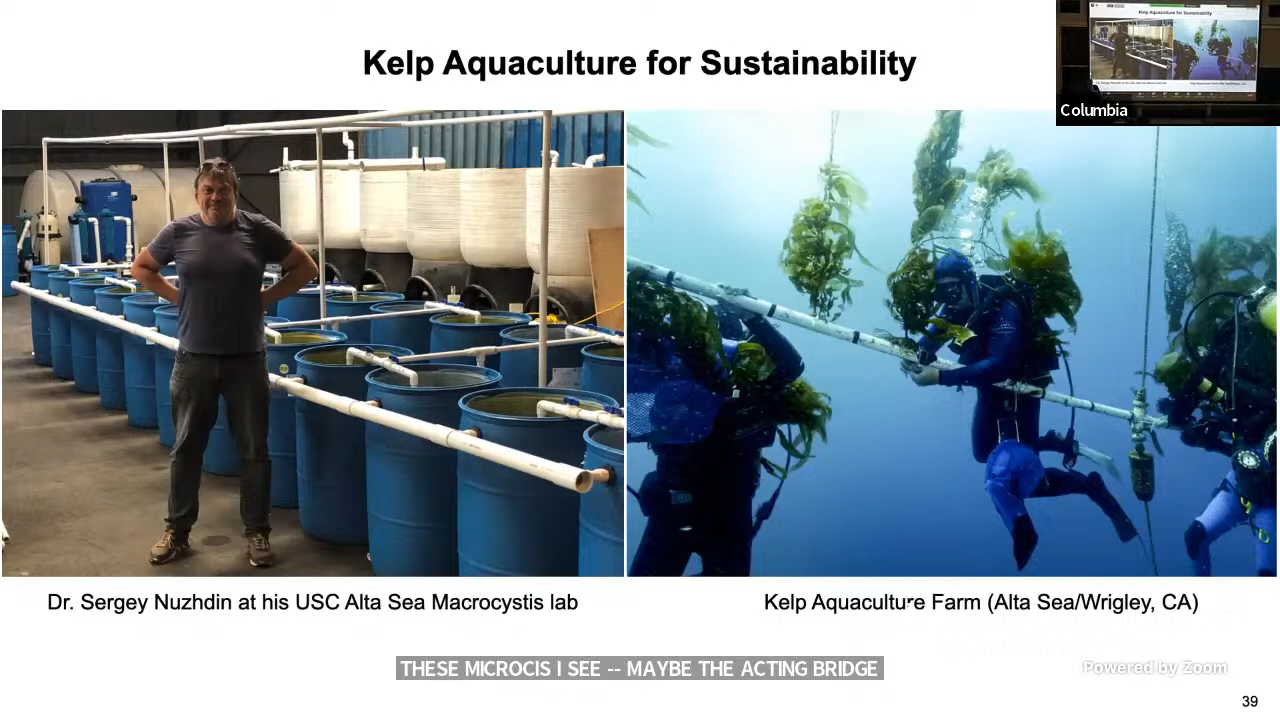 Kelp Aquaculture for Sustainability
Columbia
Dr. Sergey Nuzhdin at his USC Alta Sea Macrocystis lab
Kelp Aquaculture Farm (Alta Sea/Wrigley, CA)
THESE MICROCIS I SEE -- MAYBE THE ACTING BRIDGE
Powered by Zoom
39